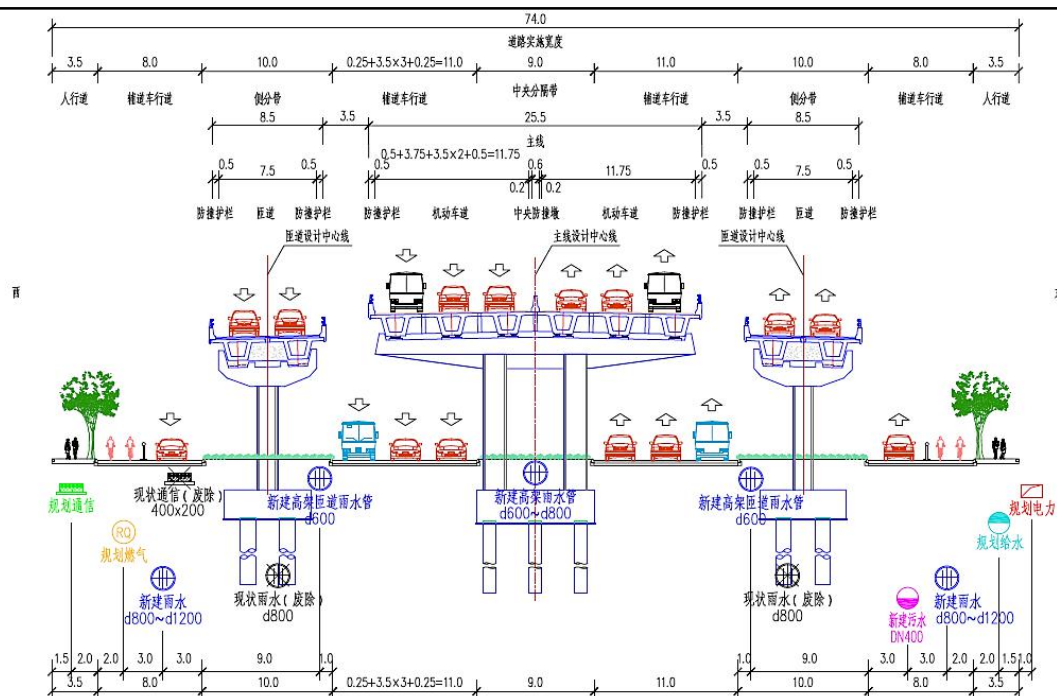 74.0
道路实施宽度
3.5 8.0 10.0 0.25+3.5×3+0.25=11.0 9.0 11.0 10.0 8.0 3.5
人行道 辅道车行道 侧分带 辅道车行道 中央分隔带 辅道车行道 侧分带 辅道车行道 人行道
8.5 3.5 25.5 3.5 8.5
主线
0.5+3.75+3.5×2+0.5=11.75
0.5 7.5 0.5 0.5 0.6 11.75 0.5 0.5 7.5 0.5
0.2 0.2
防撞护栏 匝道 防撞护栏 防撞护栏 机动车道 中央防撞墩 机动车道 防撞护栏 防撞护栏 匝道 防撞护栏
匝道设计中心线 主线设计中心线 匝道设计中心线
西
规划通信
现状通信(废除)
400x200
新建高架匝道雨水管
d600
新建高架雨水管
d600~d800
新建高架匝道雨水管
d600
规划电力
RQ
规划燃气
规划给水
新建雨水
d800~d1200
现状雨水(废除)
d800
现状雨水(废除)
d800
新建污水
DN400
新建雨水
d800~d1200
1.5 2.0 2.0 3.0 3.0 9.0 1.0 1.0 9.0 3.0 3.0 2.0 2.0 1.5 1.0
3.5 8.0 10.0 0.25+3.5×3+0.25=11.0 9.0 11.0 10.0 8.0 3.5